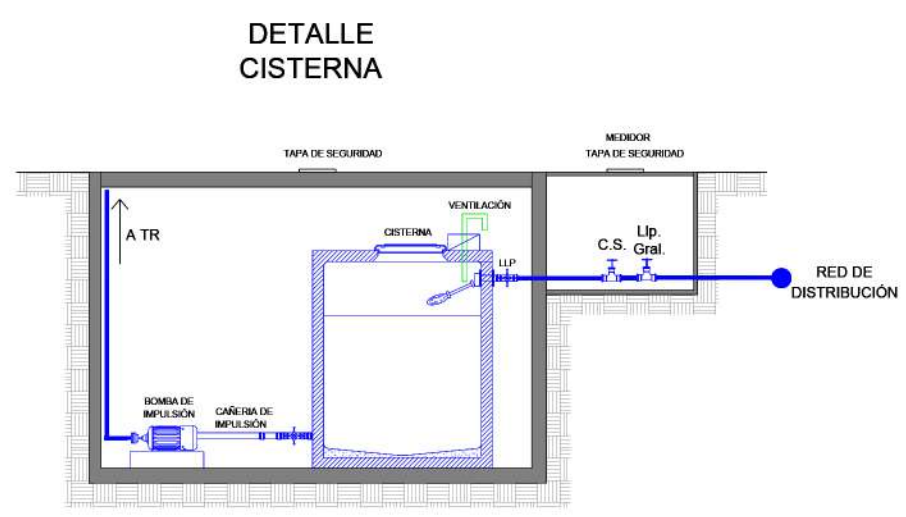 DETALLE
CISTERNA
MEDIDOR
TAPA DE SEGURIDAD
TAPA DE SEGURIDAD
VENTILACIÓN
A TR
CISTERNA
C.S.
Llp.
Gral.
LLP
RED DE
DISTRIBUCIÓN
BOMBA DE
IMPULSIÓN
CAÑERIA DE
IMPULSIÓN